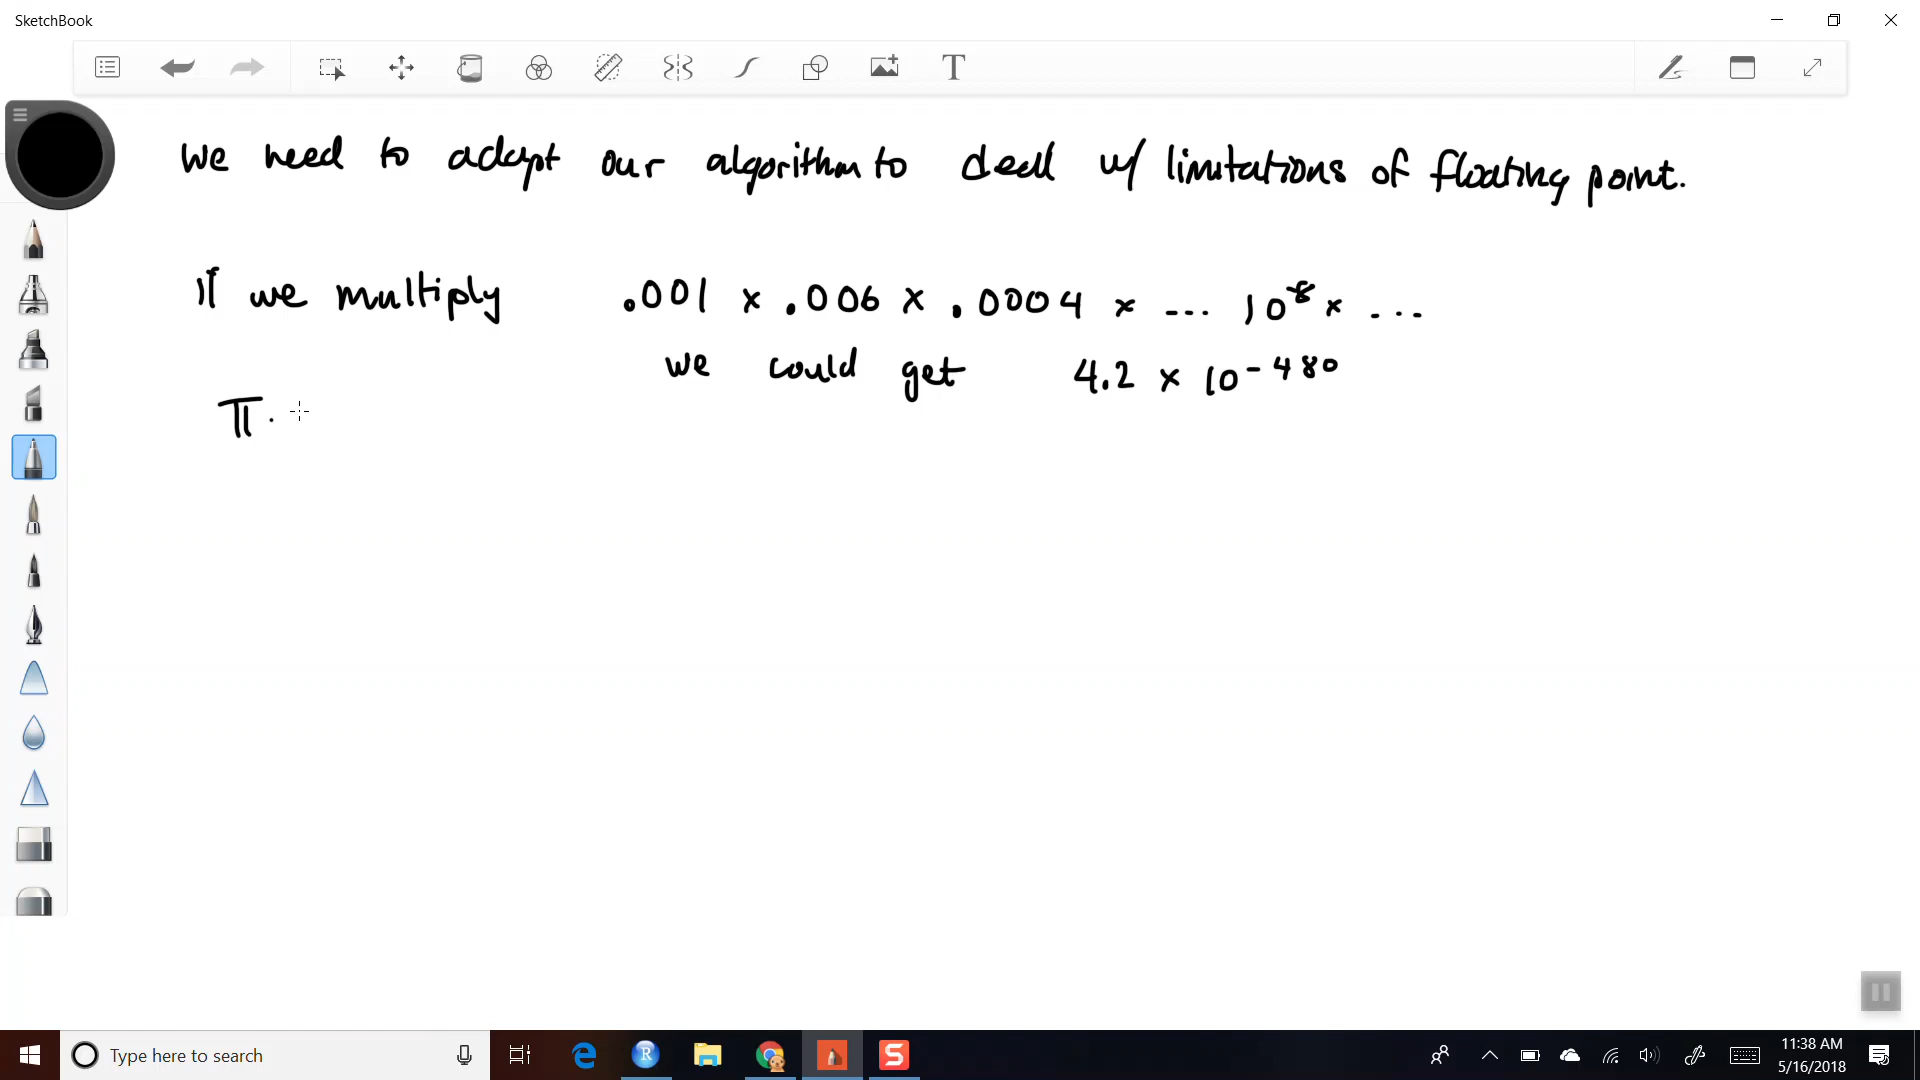 SketchBook
We need to adapt our algorithm to deal w/ limitations of floating point.
If we multiply .001 x .006 x .0004 x ... 10^-8 x ...
we could get 4.2 x 10^-480
π.
Type here to search
11:38 AM
5/16/2018